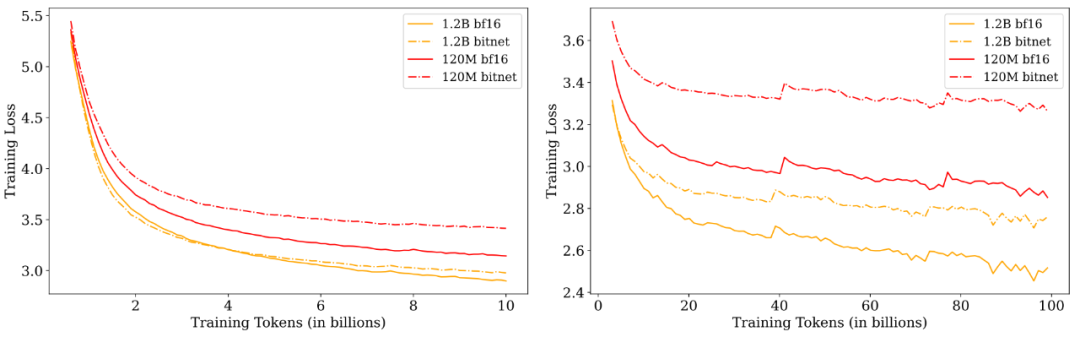 5.5
5.0
4.5
4.0
3.5
3.0
Training Loss
2
4
6
8
10
Training Tokens (in billions)
1.2B bf16
1.2B bitnet
120M bf16
120M bitnet
3.6
3.4
3.2
3.0
2.8
2.6
2.4
Training Loss
0
20
40
60
80
100
Training Tokens (in billions)
1.2B bf16
1.2B bitnet
120M bf16
120M bitnet